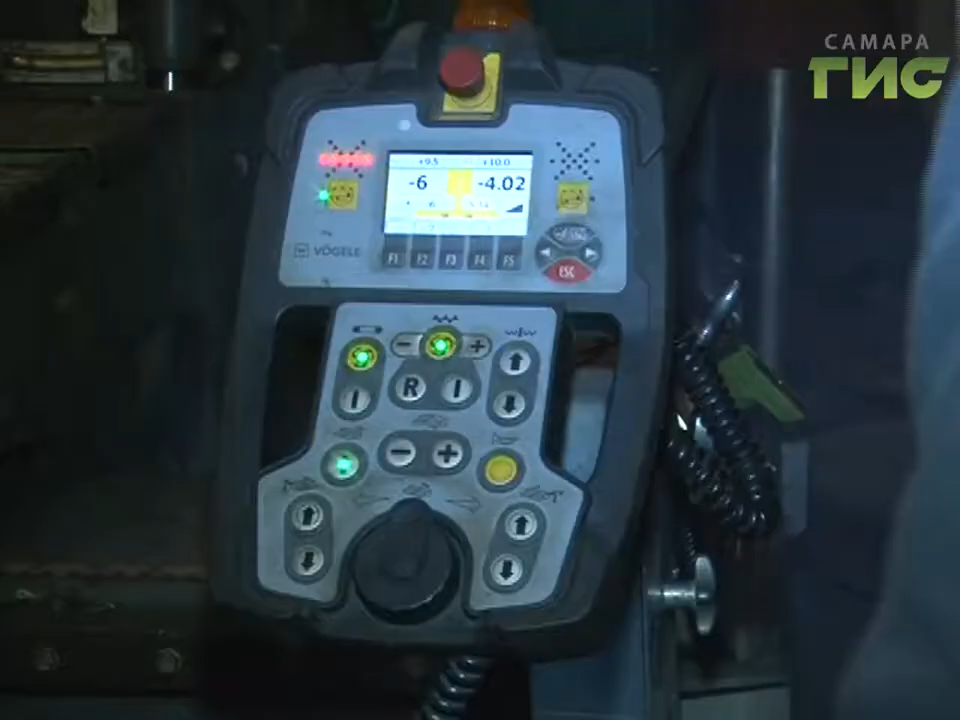 САМАРА
ГИС
+9.5 +10.0
-6 -4.02
VÖGELE
F1 F2 F3 F4 F5
ESC
− +
R I
I
− +